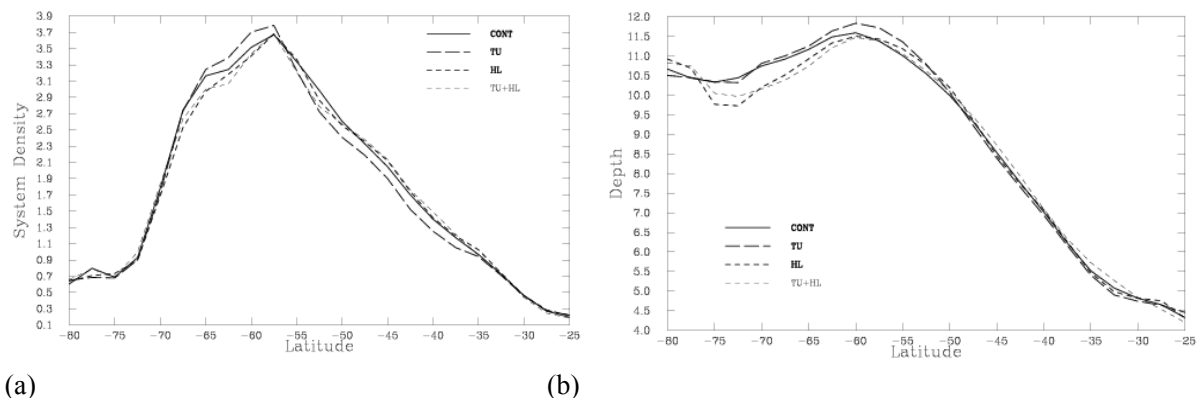 3.9
3.7
3.5
3.3
3.1
2.9
2.7
2.5
2.3
2.1
1.9
1.7
1.5
1.3
1.1
0.9
0.7
0.5
0.3
0.1
System Density
CONT
TU
HL
TU+HL
-80 -75 -70 -65 -60 -55 -50 -45 -40 -35 -30 -25
Latitude
(a)
12.0
11.5
11.0
10.5
10.0
9.5
9.0
8.5
8.0
7.5
7.0
6.5
6.0
5.5
5.0
4.5
4.0
Depth
CONT
TU
HL
TU+HL
-80 -75 -70 -65 -60 -55 -50 -45 -40 -35 -30 -25
Latitude
(b)